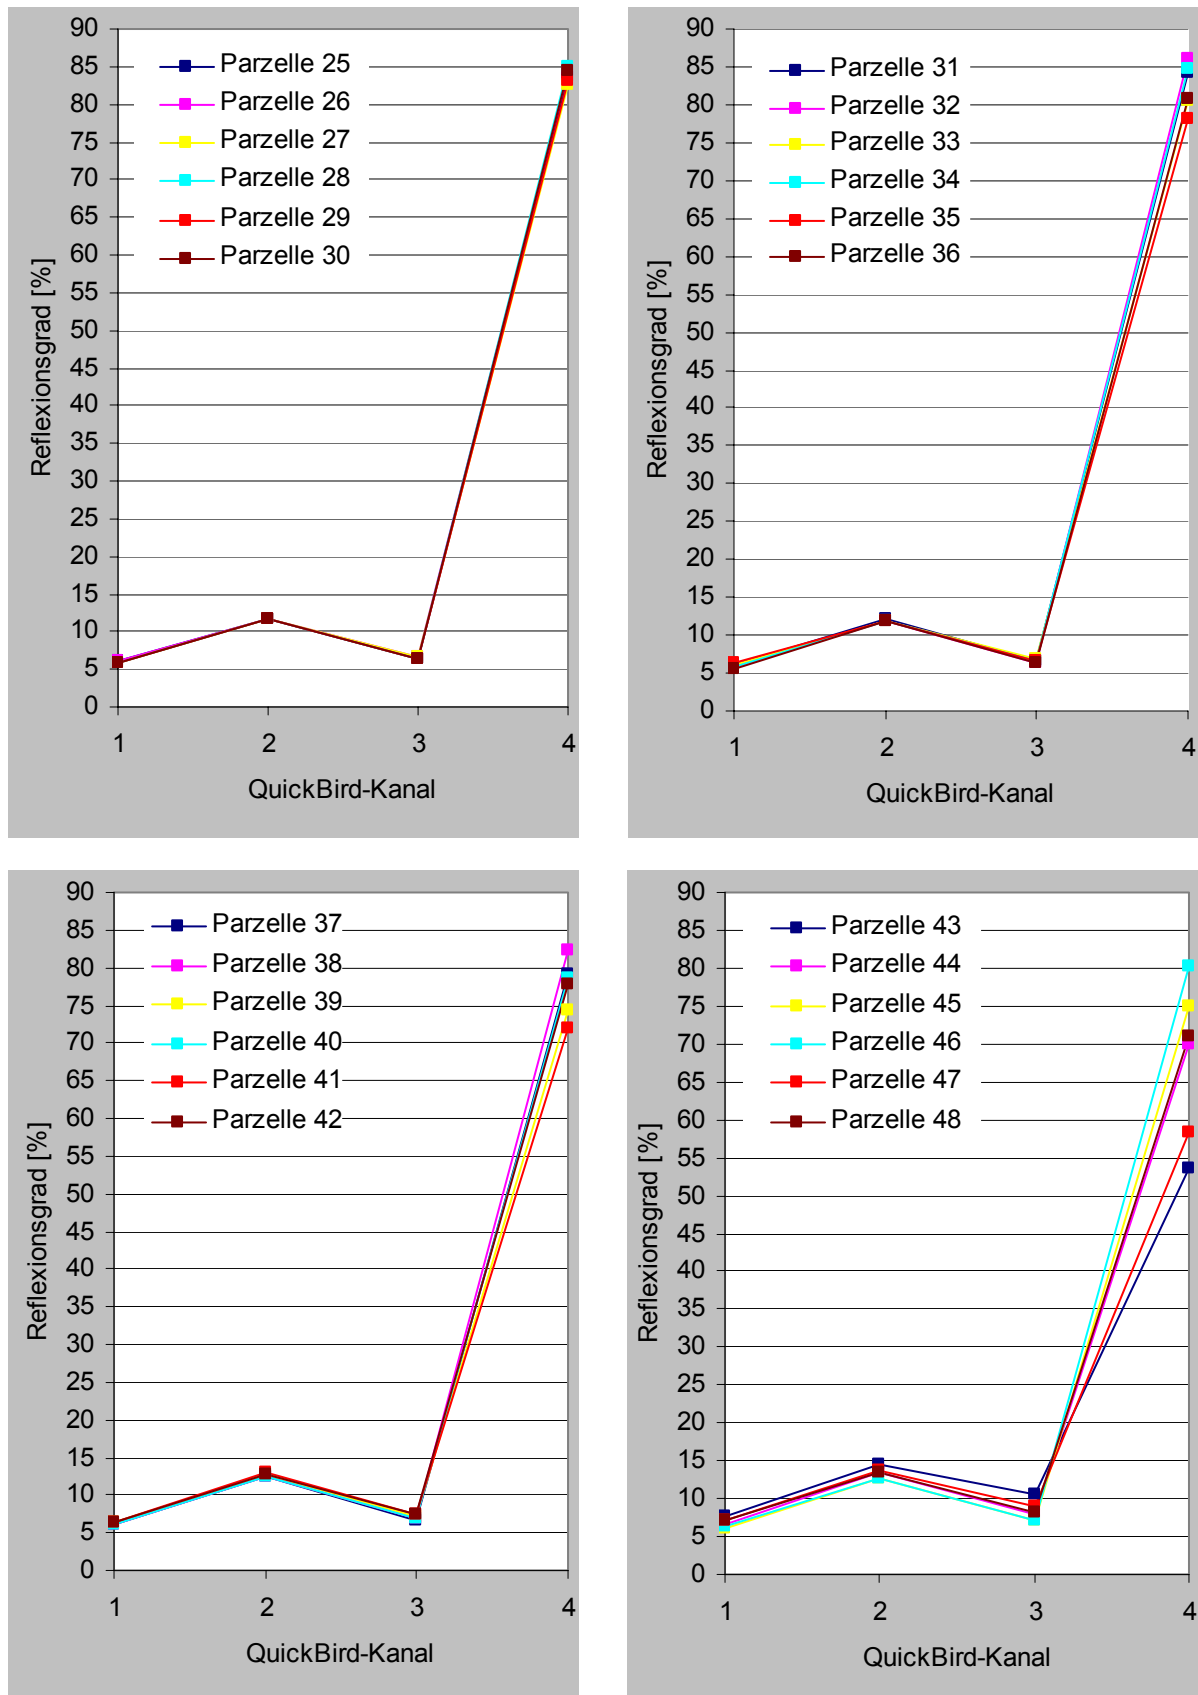 90
85
80
75
70
65
60
55
50
45
40
35
30
25
20
15
10
5
0
Reflexionsgrad [%]
Parzelle 25
Parzelle 26
Parzelle 27
Parzelle 28
Parzelle 29
Parzelle 30
1 2 3 4
QuickBird-Kanal
90
85
80
75
70
65
60
55
50
45
40
35
30
25
20
15
10
5
0
Reflexionsgrad [%]
Parzelle 31
Parzelle 32
Parzelle 33
Parzelle 34
Parzelle 35
Parzelle 36
1 2 3 4
QuickBird-Kanal
90
85
80
75
70
65
60
55
50
45
40
35
30
25
20
15
10
5
0
Reflexionsgrad [%]
Parzelle 37
Parzelle 38
Parzelle 39
Parzelle 40
Parzelle 41
Parzelle 42
1 2 3 4
QuickBird-Kanal
90
85
80
75
70
65
60
55
50
45
40
35
30
25
20
15
10
5
0
Reflexionsgrad [%]
Parzelle 43
Parzelle 44
Parzelle 45
Parzelle 46
Parzelle 47
Parzelle 48
1 2 3 4
QuickBird-Kanal